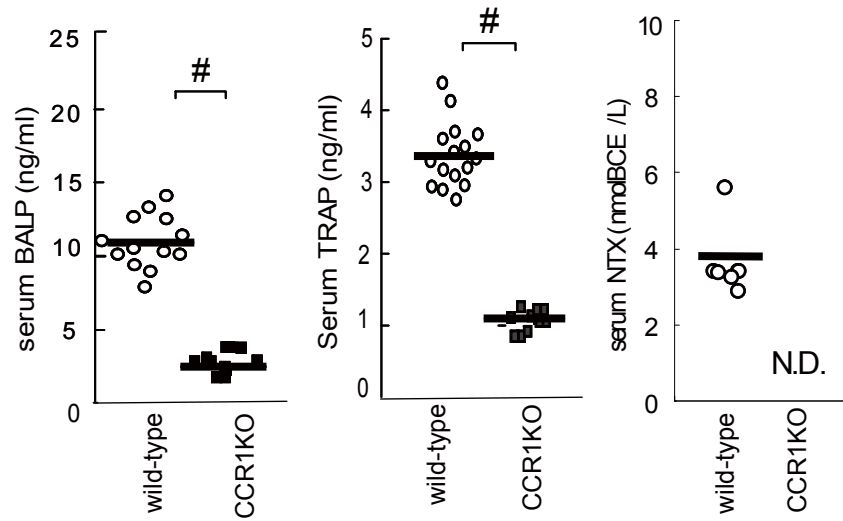 serum BALP (ng/ml)
25
20
15
10
5
0
#
wild-type
CCR1KO
Serum TRAP (ng/ml)
5
4
3
2
1
0
#
wild-type
CCR1KO
serum NTX (nmdBCE /L)
10
8
6
4
2
0
N.D.
wild-type
CCR1KO